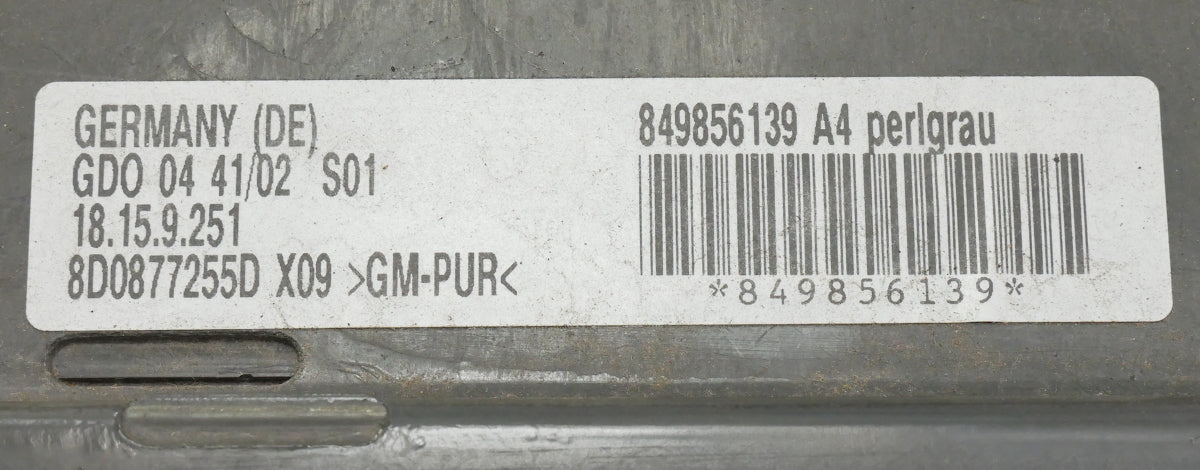 GERMANY (DE)
GDO 04 41/02 S01
18.15.9.251
8D0877255D X09 >GM-PUR<
849856139 A4 perlgrau
*849856139*